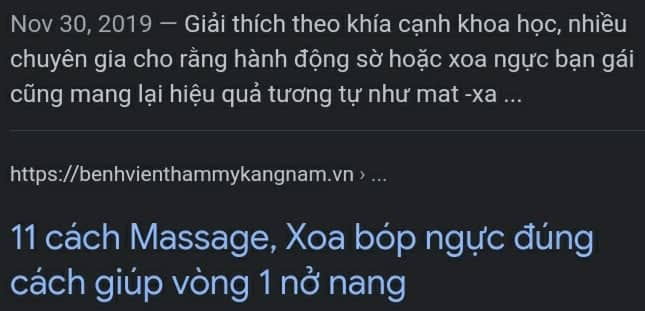 Nov 30, 2019 — Giải thích theo khía cạnh khoa học, nhiều
chuyên gia cho rằng hành động sờ hoặc xoa ngực bạn gái
cũng mang lại hiệu quả tương tự như mat -xa ...
https://benhvienthammykangnam.vn › ...
11 cách Massage, Xoa bóp ngực đúng
cách giúp vòng 1 nở nang